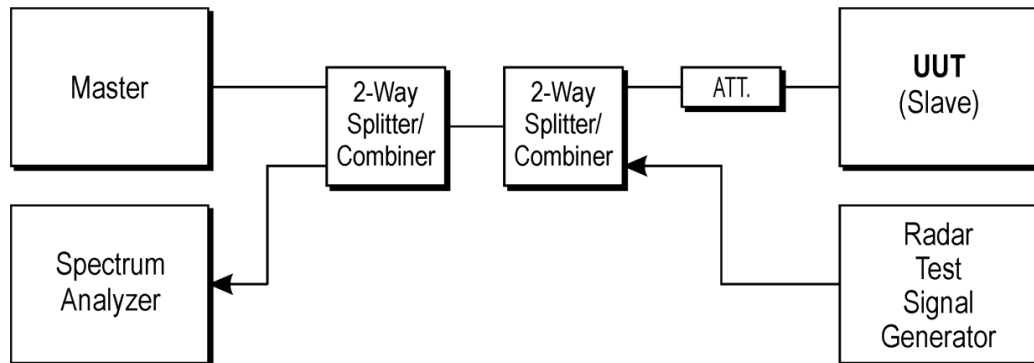 Master
2-Way
Splitter/
Combiner
2-Way
Splitter/
Combiner
ATT.
UUT
(Slave)
Spectrum
Analyzer
Radar
Test
Signal
Generator